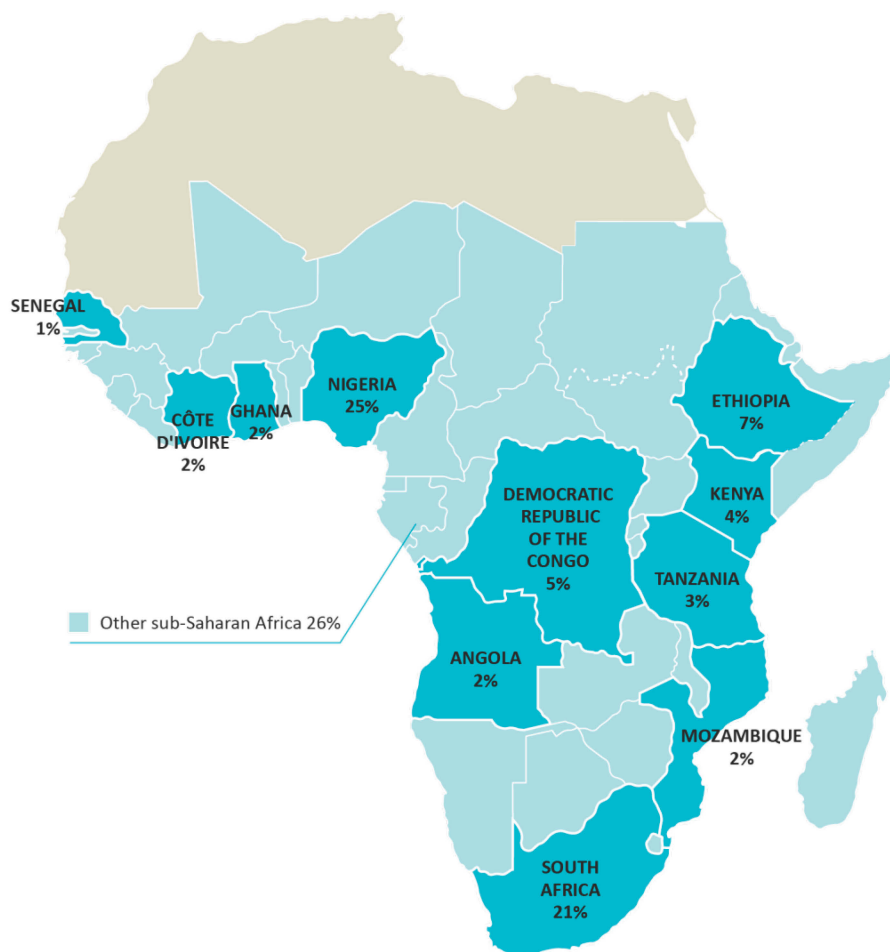 SENEGAL
1%
CÔTE
D'IVOIRE
2%
GHANA
2%
NIGERIA
25%
ETHIOPIA
7%
KENYA
4%
DEMOCRATIC
REPUBLIC
OF THE
CONGO
5%
TANZANIA
3%
Other sub-Saharan Africa 26%
ANGOLA
2%
MOZAMBIQUE
2%
SOUTH
AFRICA
21%